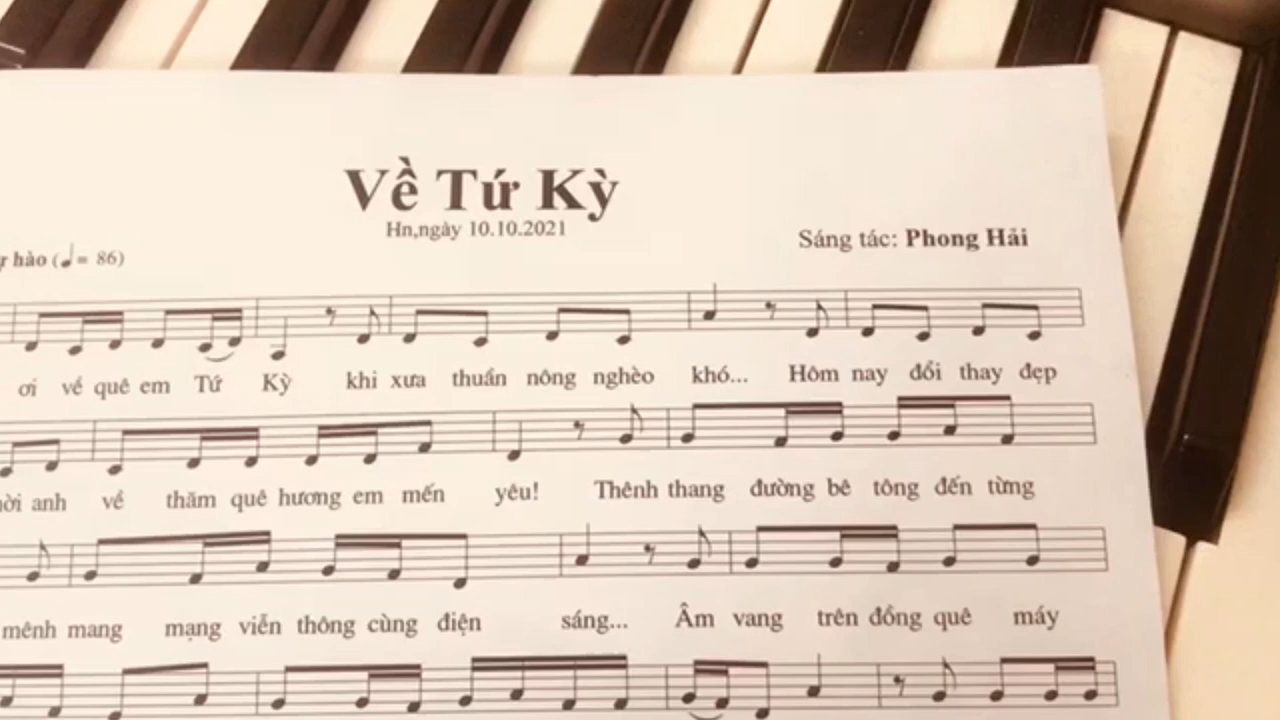 Về Tứ Kỳ
Hn,ngày 10.10.2021
Sáng tác: Phong Hải
hào (♩= 86)
ơi về quê em Tứ Kỳ khi xưa thuần nông nghèo khó... Hôm nay đổi thay đẹp
anh về thăm quê hương em mến yêu! Thênh thang đường bê tông đến từng
mênh mang mạng viễn thông cùng điện sáng... Âm vang trên đồng quê máy